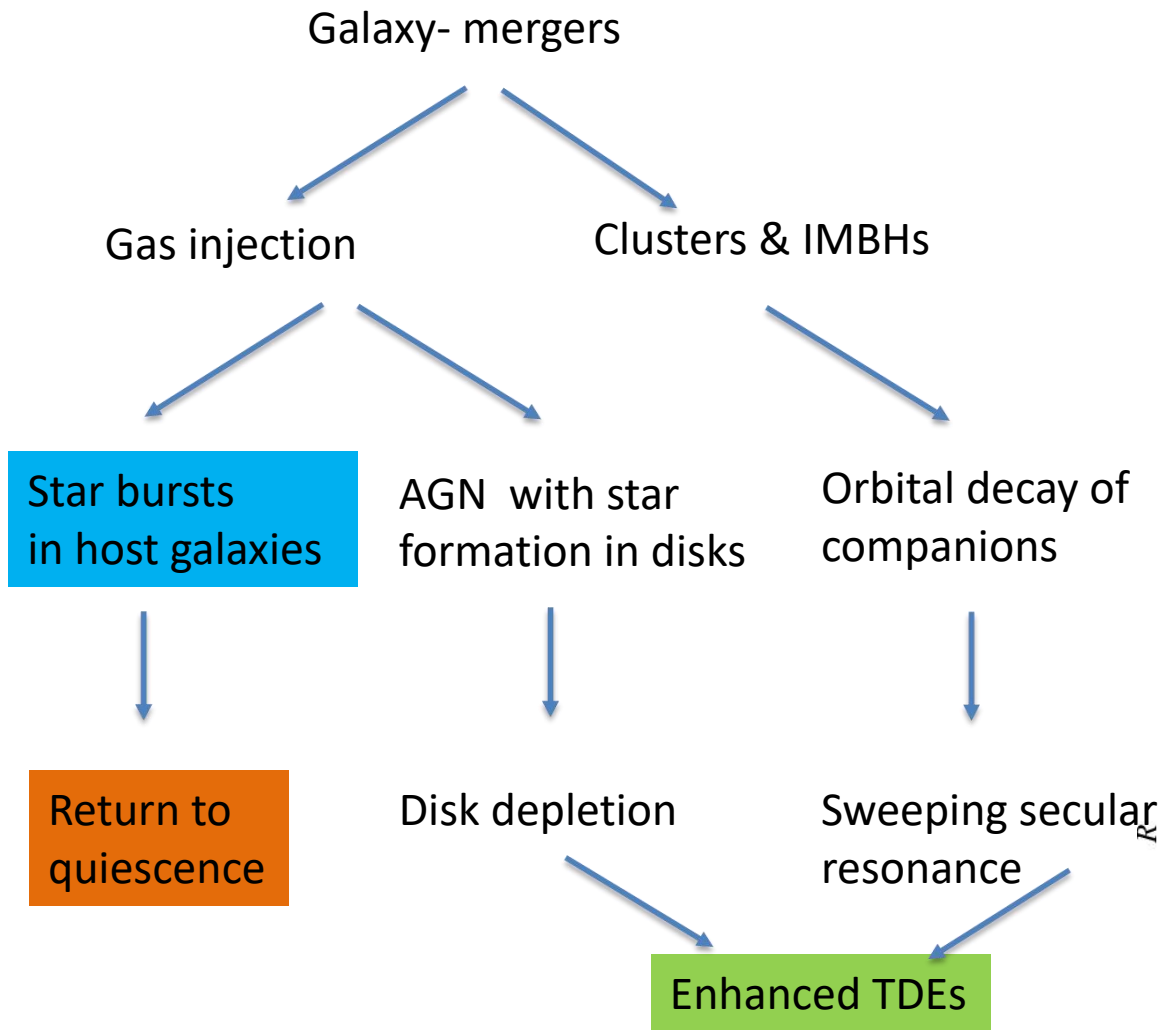 Galaxy- mergers
Gas injection
Clusters & IMBHs
Star bursts
in host galaxies
AGN  with star
formation in disks
Orbital decay of
companions
Return to
quiescence
Disk depletion
Sweeping secular
resonance
R
Enhanced TDEs